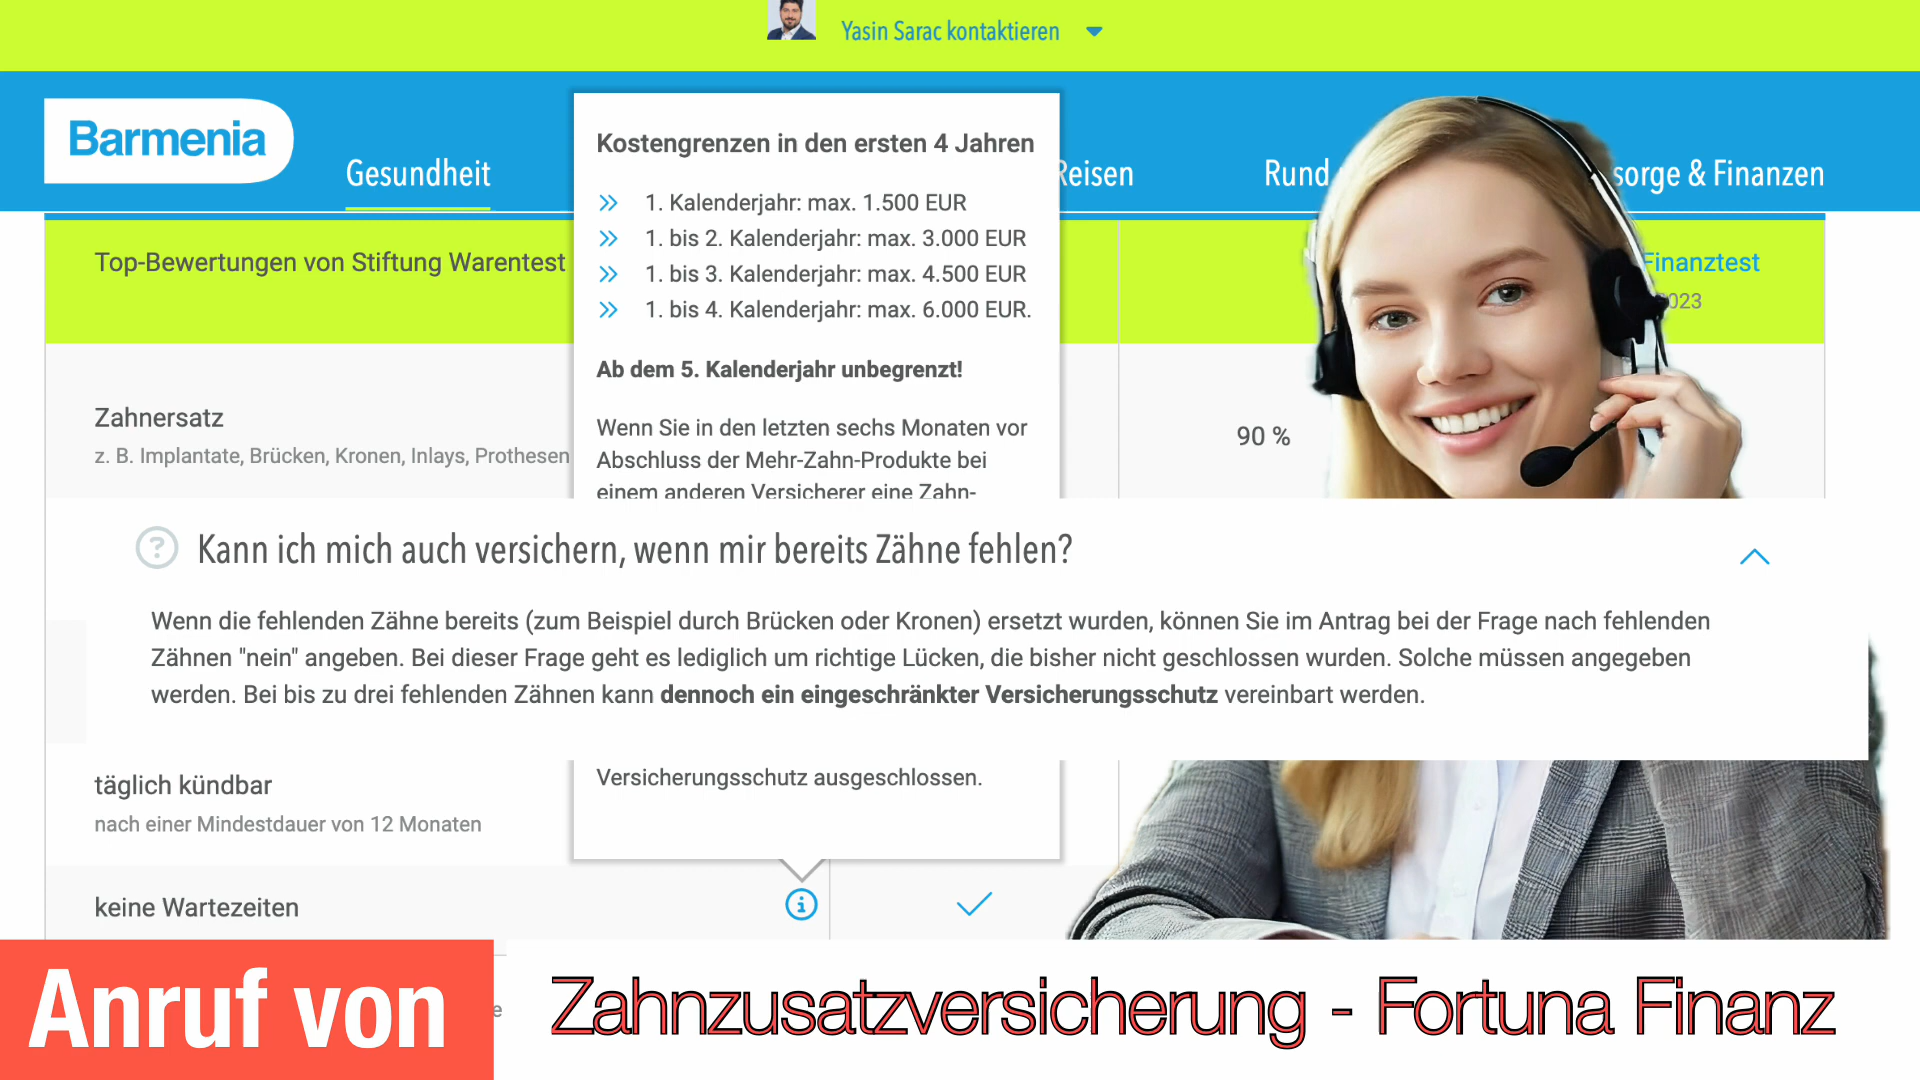 Yasin Sarac kontaktieren
Barmenia
Gesundheit
Reisen
Rund
sorge & Finanzen
Kostengrenzen in den ersten 4 Jahren
1. Kalenderjahr: max. 1.500 EUR
1. bis 2. Kalenderjahr: max. 3.000 EUR
1. bis 3. Kalenderjahr: max. 4.500 EUR
1. bis 4. Kalenderjahr: max. 6.000 EUR.
Ab dem 5. Kalenderjahr unbegrenzt!
Wenn Sie in den letzten sechs Monaten vor
Abschluss der Mehr-Zahn-Produkte bei
einem anderen Versicherer eine Zahn-
Top-Bewertungen von Stiftung Warentest
Finanztest
2023
Zahnersatz
z. B. Implantate, Brücken, Kronen, Inlays, Prothesen
90 %
Kann ich mich auch versichern, wenn mir bereits Zähne fehlen?
Wenn die fehlenden Zähne bereits (zum Beispiel durch Brücken oder Kronen) ersetzt wurden, können Sie im Antrag bei der Frage nach fehlenden
Zähnen "nein" angeben. Bei dieser Frage geht es lediglich um richtige Lücken, die bisher nicht geschlossen wurden. Solche müssen angegeben
werden. Bei bis zu drei fehlenden Zähnen kann dennoch ein eingeschränkter Versicherungsschutz vereinbart werden.
Versicherungsschutz ausgeschlossen.
täglich kündbar
nach einer Mindestdauer von 12 Monaten
keine Wartezeiten
Anruf von
Zahnzusatzversicherung - Fortuna Finanz